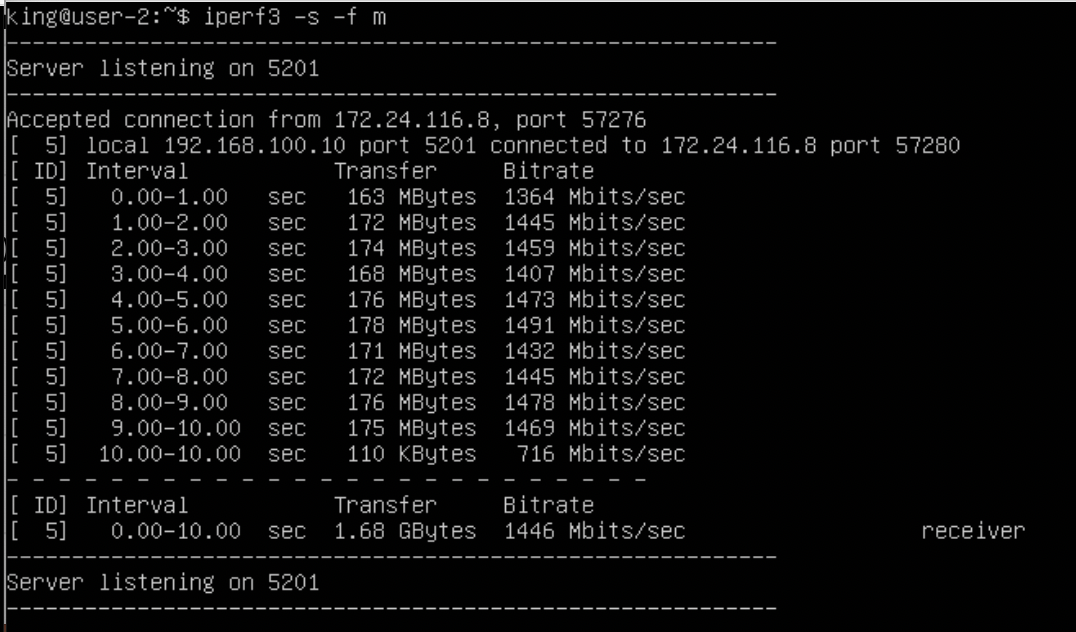 king@user-2:~$ iperf3 -s -f m
-----------------------------------------------------------
Server listening on 5201
-----------------------------------------------------------
Accepted connection from 172.24.116.8, port 57276
[  5] local 192.168.100.10 port 5201 connected to 172.24.116.8 port 57280
[ ID] Interval           Transfer     Bitrate
[  5]   0.00-1.00   sec   163 MBytes  1364 Mbits/sec
[  5]   1.00-2.00   sec   172 MBytes  1445 Mbits/sec
[  5]   2.00-3.00   sec   174 MBytes  1459 Mbits/sec
[  5]   3.00-4.00   sec   168 MBytes  1407 Mbits/sec
[  5]   4.00-5.00   sec   176 MBytes  1473 Mbits/sec
[  5]   5.00-6.00   sec   178 MBytes  1491 Mbits/sec
[  5]   6.00-7.00   sec   171 MBytes  1432 Mbits/sec
[  5]   7.00-8.00   sec   172 MBytes  1445 Mbits/sec
[  5]   8.00-9.00   sec   176 MBytes  1478 Mbits/sec
[  5]   9.00-10.00  sec   175 MBytes  1469 Mbits/sec
[  5]  10.00-10.00  sec   110 KBytes   716 Mbits/sec
- - - - - - - - - - - - - - - - - - - - - - - - -
[ ID] Interval           Transfer     Bitrate
[  5]   0.00-10.00  sec  1.68 GBytes  1446 Mbits/sec                  receiver
-----------------------------------------------------------
Server listening on 5201
-----------------------------------------------------------